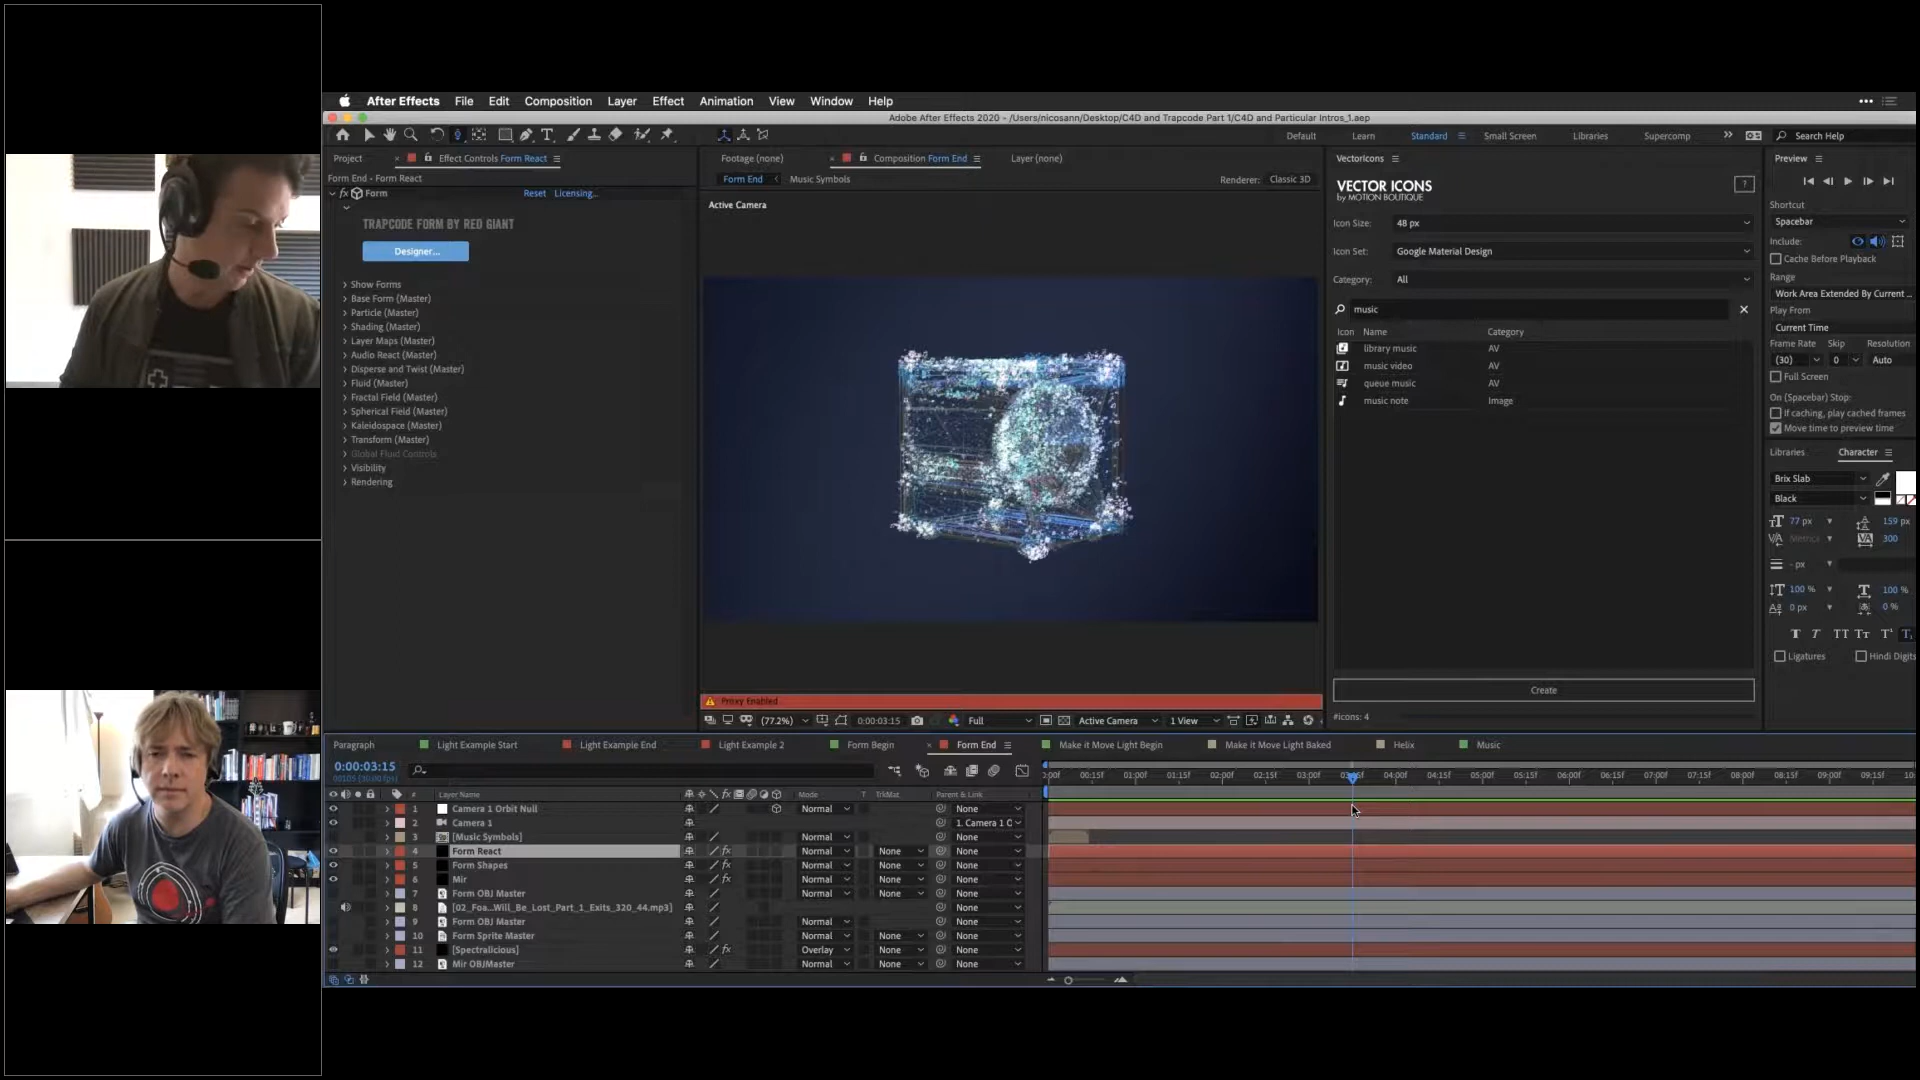 After Effects File Edit Composition Layer Effect Animation View Window Help
Adobe After Effects 2020 - /Users/nicosann/Desktop/C4D and Trapcode Part 1/C4D and Particular Intros_1.aep
Default Learn Standard Small Screen Libraries Supercomp Search Help
Project Effect Controls Form React
Form End - Form React
fx Form Reset Licensing...
TRAPCODE FORM BY RED GIANT
Designer...
Show Forms
Base Form (Master)
Particle (Master)
Shading (Master)
Layer Maps (Master)
Audio React (Master)
Disperse and Twist (Master)
Fluid (Master)
Fractal Field (Master)
Spherical Field (Master)
Kaleidospace (Master)
Transform (Master)
Global Fluid Controls
Visibility
Rendering
Footage (none) Composition Form End Layer (none)
Form End Music Symbols Renderer: Classic 3D
Active Camera
Proxy Enabled
(77.2%) 0:00:03:15 Full Active Camera 1 View
VectorIcons
VECTOR ICONS
by MOTION BOUTIQUE
?
Icon Size: 48 px
Icon Set: Google Material Design
Category: All
music
Icon Name Category
library music AV
music video AV
queue music AV
music note Image
Create
#icons: 4
Preview
Shortcut
Spacebar
Include:
Cache Before Playback
Range
Work Area Extended By Current ...
Play From
Current Time
Frame Rate Skip Resolution
(30) 0 Auto
Full Screen
On (Spacebar) Stop:
If caching, play cached frames
Move time to preview time
Libraries Character
Brix Slab
Black
77 px 159 px
Metrics 300
- px
100 % 100 %
0 px 0 %
Ligatures Hindi Digits
Paragraph Light Example Start Light Example End Light Example 2 Form Begin Form End Make it Move Light Begin Make it Move Light Baked Helix Music
0:00:03:15
:00f 00:15f 01:00f 01:15f 02:00f 02:15f 03:00f 03:15f 04:00f 04:15f 05:00f 05:15f 06:00f 06:15f 07:00f 07:15f 08:00f 08:15f 09:00f 09:15f 10
# Layer Name Mode T TrkMat Parent & Link
1 Camera 1 Orbit Null Normal None
2 Camera 1 1. Camera 1 O
3 [Music Symbols] Normal None
4 Form React fx Normal None None
5 Form Shapes fx Normal None None
6 Mir fx Normal None None
7 Form OBJ Master Normal None None
8 [02_Foa...Will_Be_Lost_Part_1_Exits_320_44.mp3] None
9 Form OBJ Master Normal None
10 Form Sprite Master Normal None None
11 [Spectralicious] fx Overlay None None
12 Mir OBJMaster Normal None None